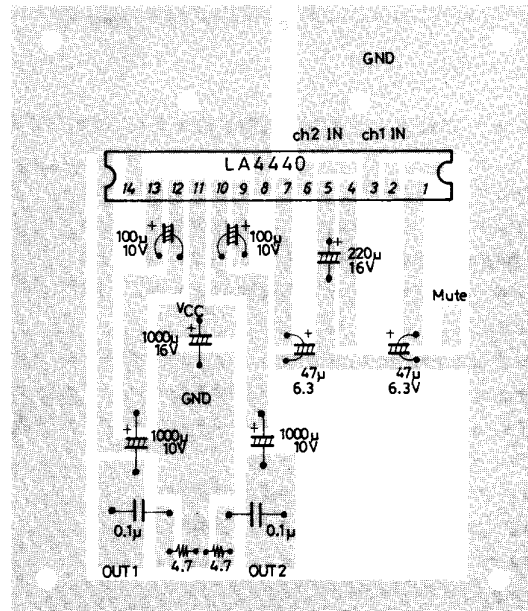 GND
ch2 IN ch1 IN
LA4440
14 13 12 11 10 9 8 7 6 5 4 3 2 1
+ + +
100μ 10V
100μ 10V
220μ 16V
Mute
VCC
+ + +
1000μ 16V
47μ 6.3
47μ 6.3V
GND
+ +
1000μ 10V
1000μ 10V
0.1μ
0.1μ
4.7 4.7
OUT1 OUT2